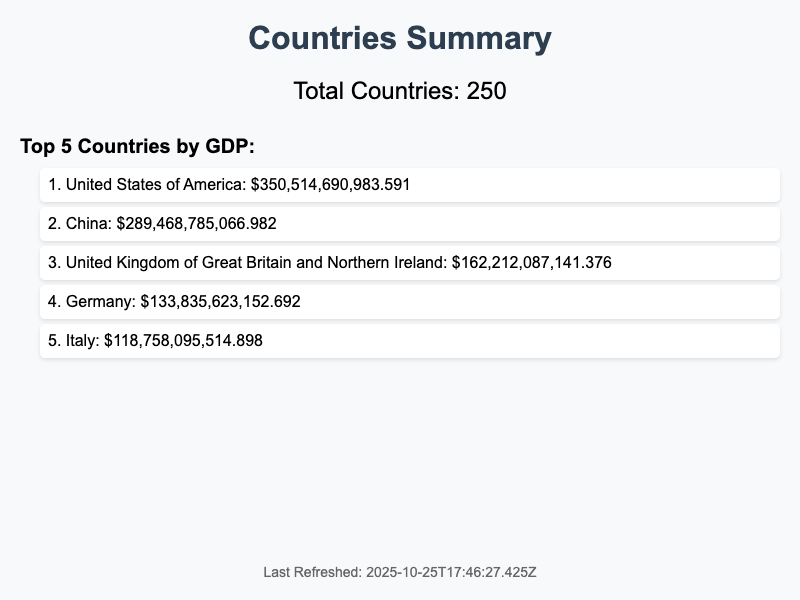 Countries Summary
Total Countries: 250
Top 5 Countries by GDP:
1. United States of America: $350,514,690,983.591
2. China: $289,468,785,066.982
3. United Kingdom of Great Britain and Northern Ireland: $162,212,087,141.376
4. Germany: $133,835,623,152.692
5. Italy: $118,758,095,514.898
Last Refreshed: 2025-10-25T17:46:27.425Z